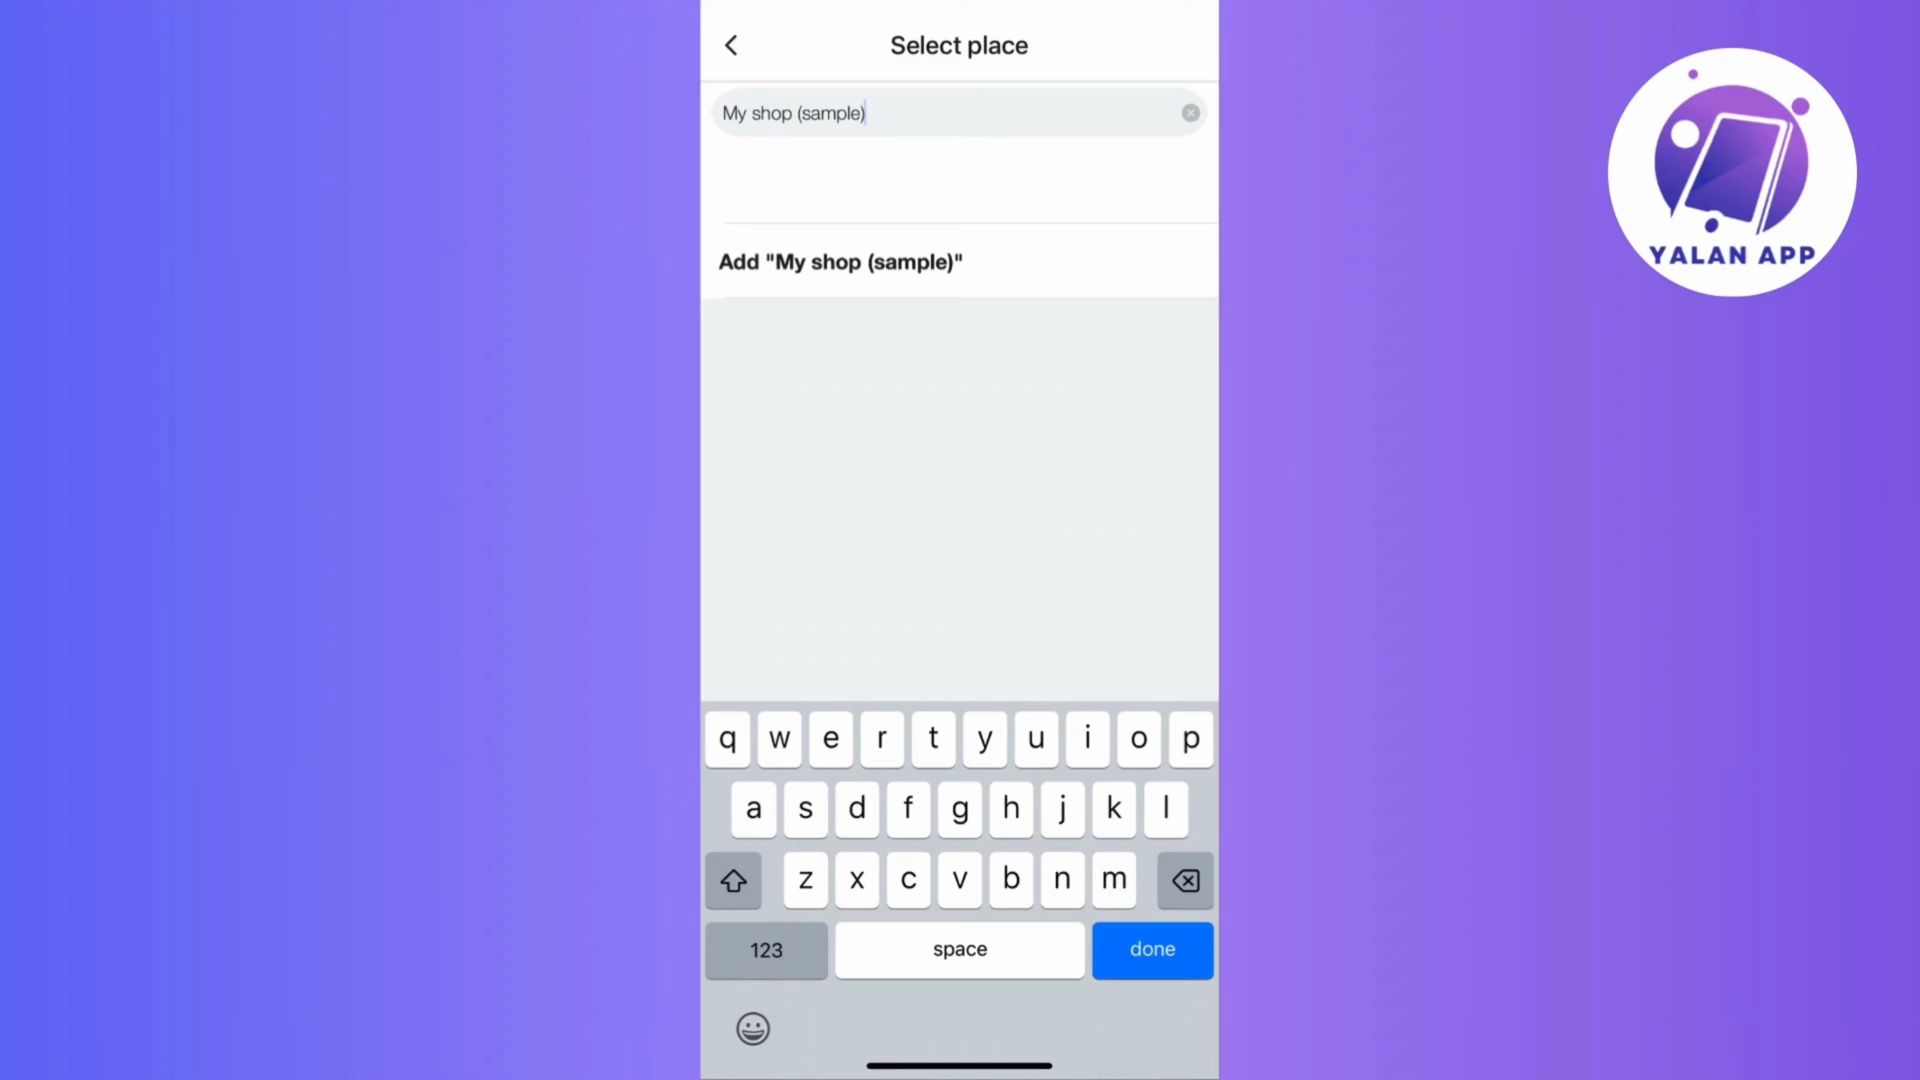 Select place
My shop (sample)
Add "My shop (sample)"
YALAN APP
q w e r t y u i o p
a s d f g h j k l
z x c v b n m
123 space done